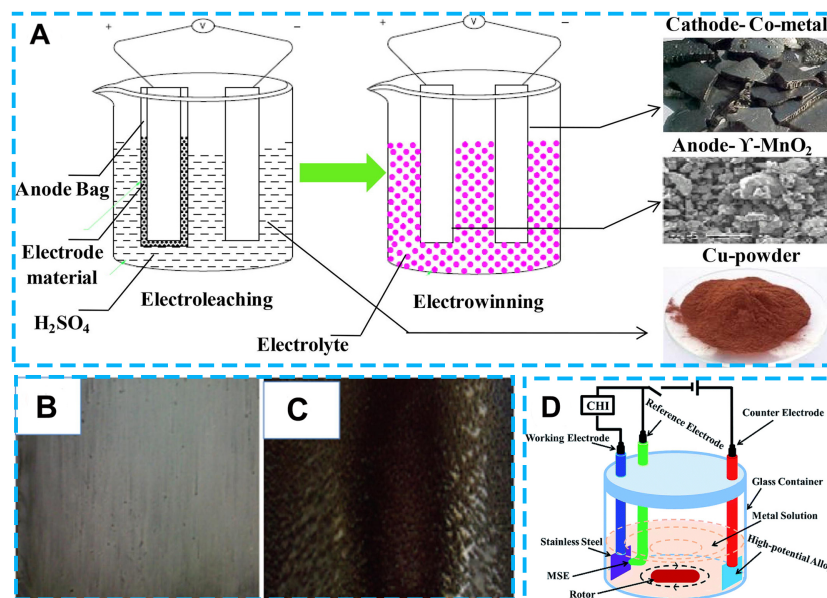 A
+
V
−
+
V
−
Anode Bag
Electrode
material
H₂SO₄
Electroleaching
Electrowinning
Electrolyte
Cathode- Co-metal
Anode- ϒ-MnO₂
Cu-powder
B
C
D
CHI
Working Electrode
Reference Electrode
Counter Electrode
Glass Container
Metal Solution
High-potential Allo
Stainless Steel
MSE
Rotor